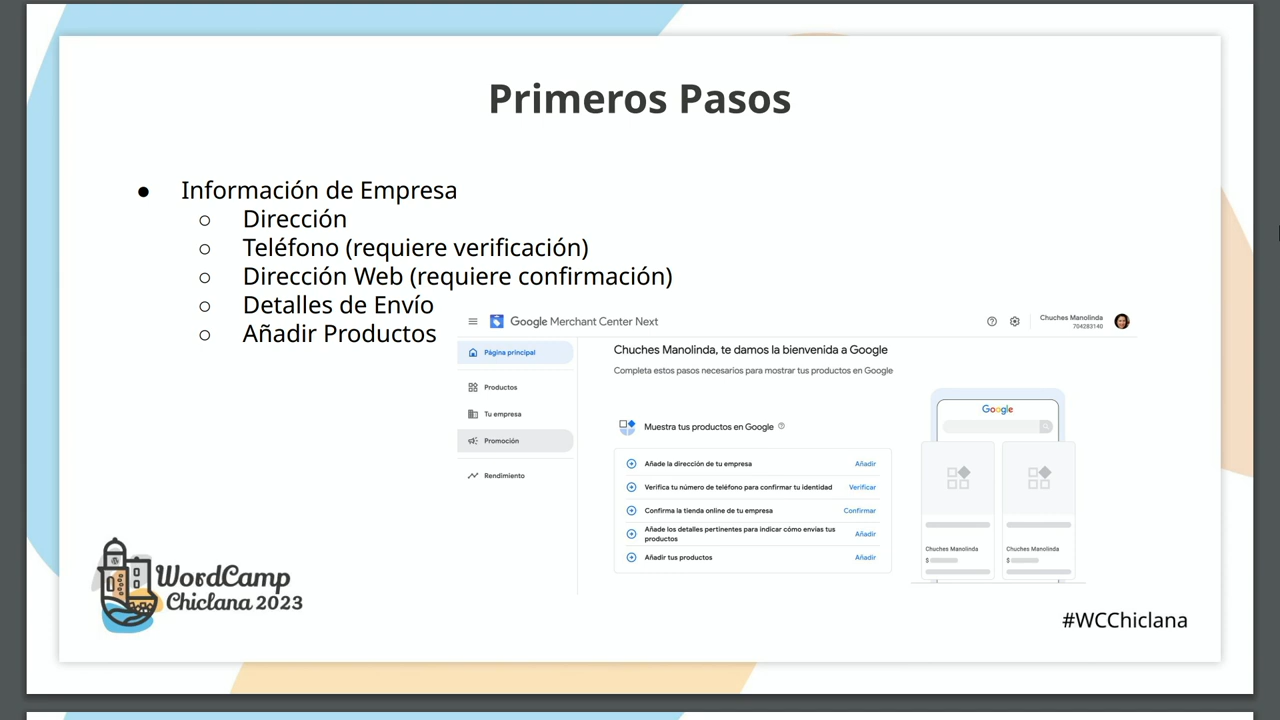 Primeros Pasos
● Información de Empresa
○ Dirección
○ Teléfono (requiere verificación)
○ Dirección Web (requiere confirmación)
○ Detalles de Envío
○ Añadir Productos
Google Merchant Center Next
Chuches Manolinda
704283140
Página principal
Productos
Tu empresa
Promoción
Rendimiento
Chuches Manolinda, te damos la bienvenida a Google
Completa estos pasos necesarios para mostrar tus productos en Google
Muestra tus productos en Google
Añade la dirección de tu empresa Añadir
Verifica tu número de teléfono para confirmar tu identidad Verificar
Confirma la tienda online de tu empresa Confirmar
Añade los detalles pertinentes para indicar cómo envías tus
productos Añadir
Añadir tus productos Añadir
Google
Chuches Manolinda Chuches Manolinda
$ $
WordCamp
Chiclana 2023
#WCChiclana